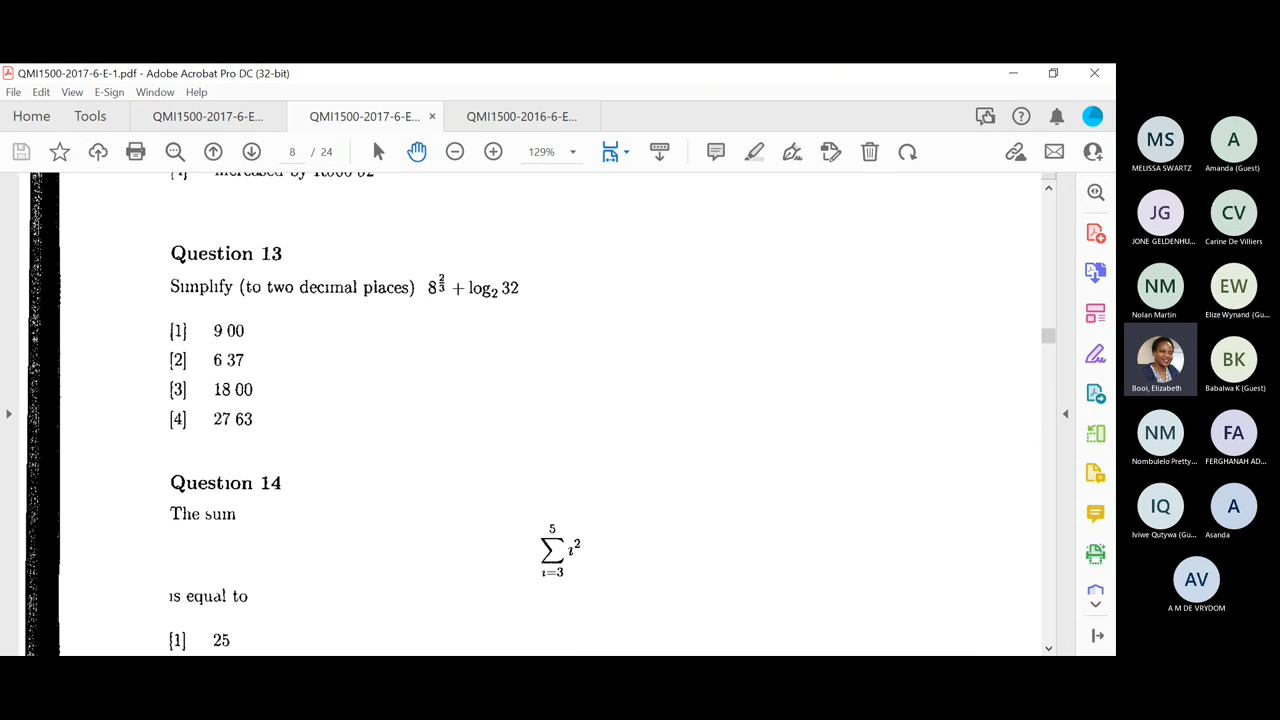 QMI1500-2017-6-E-1.pdf - Adobe Acrobat Pro DC (32-bit)
File Edit View E-Sign Window Help
Home Tools QMI1500-2017-6-E... QMI1500-2017-6-E... × QMI1500-2016-6-E...
8 / 24 129%
MS A
MELISSA SWARTZ Amanda (Guest)
JG CV
JONE GELDENHU... Carine De Villiers
NM EW
Nolan Martin Elize Wynand (Gu...
BK
Booi, Elizabeth Babalwa K (Guest)
NM FA
Nombulelo Pretty... FERGHANAH AD...
IQ A
Iviwe Qutywa (Gu... Asanda
AV
A M DE VRYDOM
increased by
Question 13
Simplify (to two decimal places) 8^(2/3) + log₂ 32
[1] 9 00
[2] 6 37
[3] 18 00
[4] 27 63
Question 14
The sum
5
∑ i²
i=3
is equal to
[1] 25